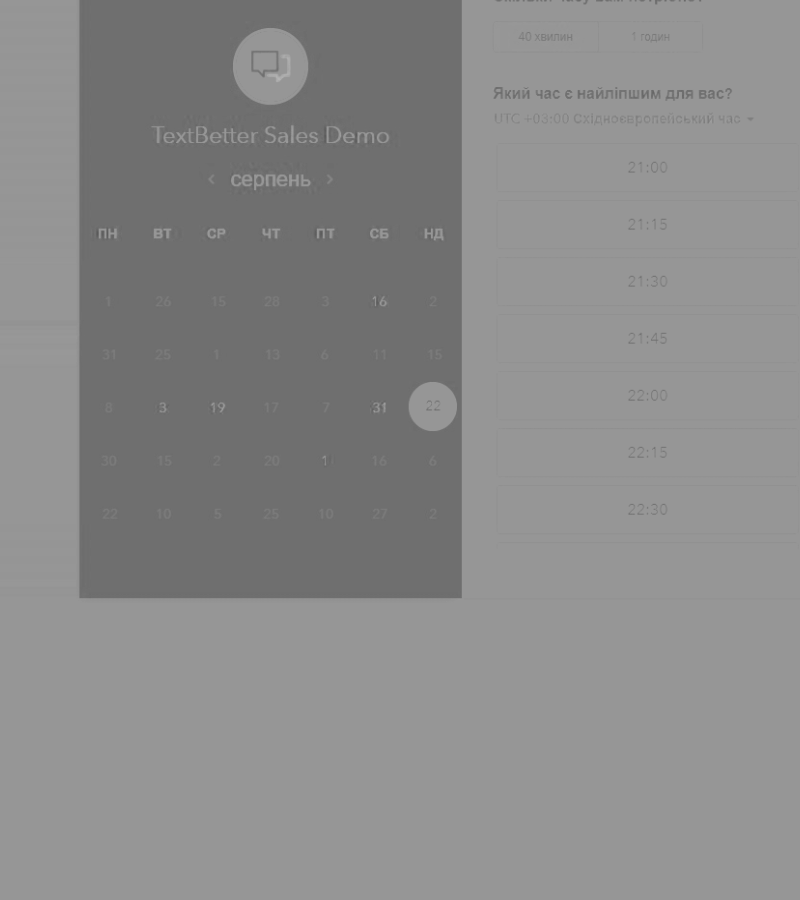 40 хвилин 1 годин
Який час є найліпшим для вас?
UTC +03:00 Східноєвропейський час
TextBetter Sales Demo
серпень
ПН ВТ СР ЧТ ПТ СБ НД
1 26 15 28 3 16 2
31 25 1 13 6 11 15
8 3 19 17 7 31 22
30 15 2 20 1 16 6
22 10 5 25 10 27 2
21:00
21:15
21:30
21:45
22:00
22:15
22:30